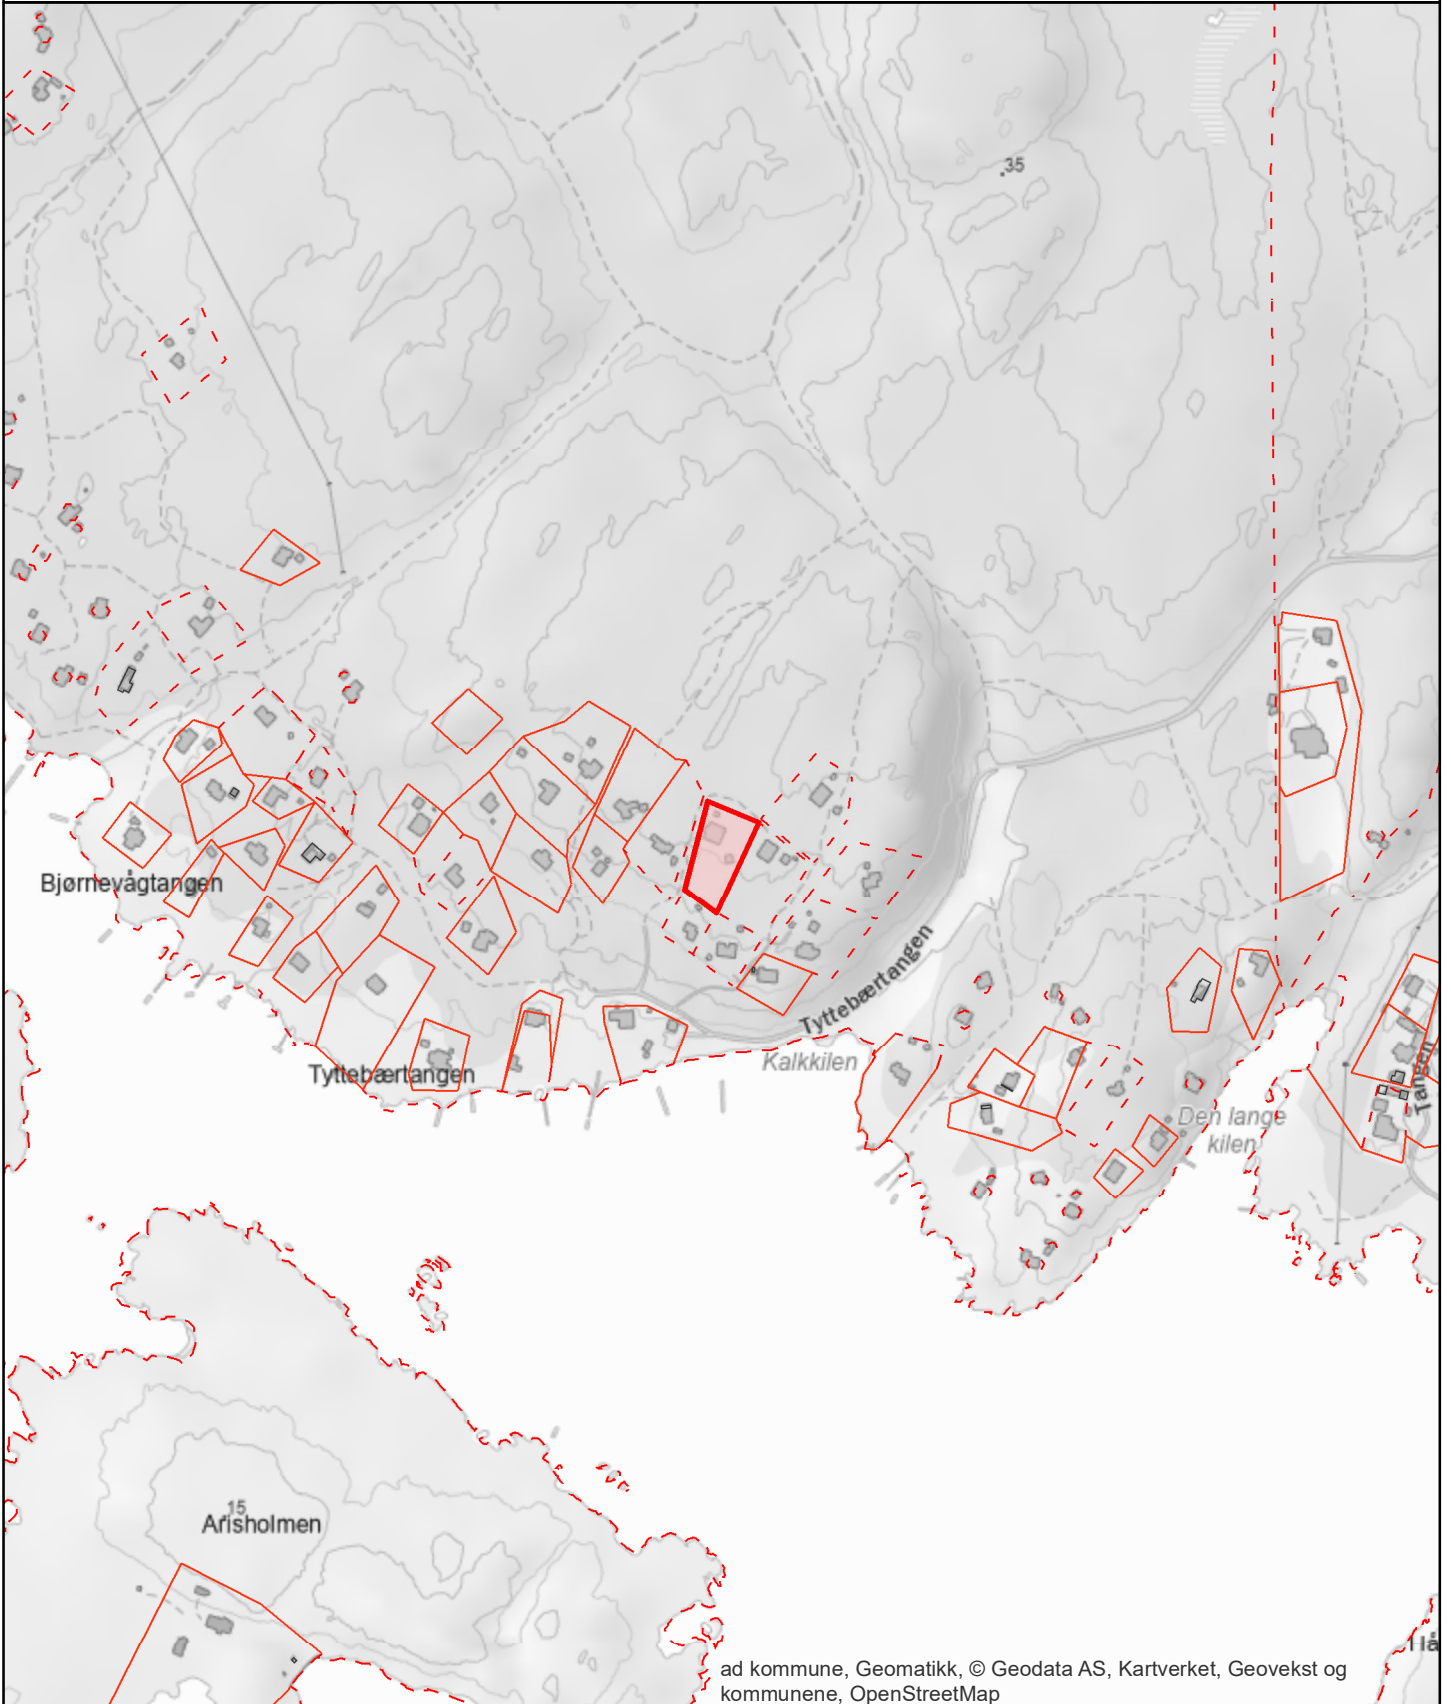 35
Bjørnevågtangen
Tyttebærtangen
Kalkkilen
Tyttebærtangen
Den lange
kilen
Tangen
15
Arisholmen
ad kommune, Geomatikk, © Geodata AS, Kartverket, Geovekst og
kommunene, OpenStreetMap